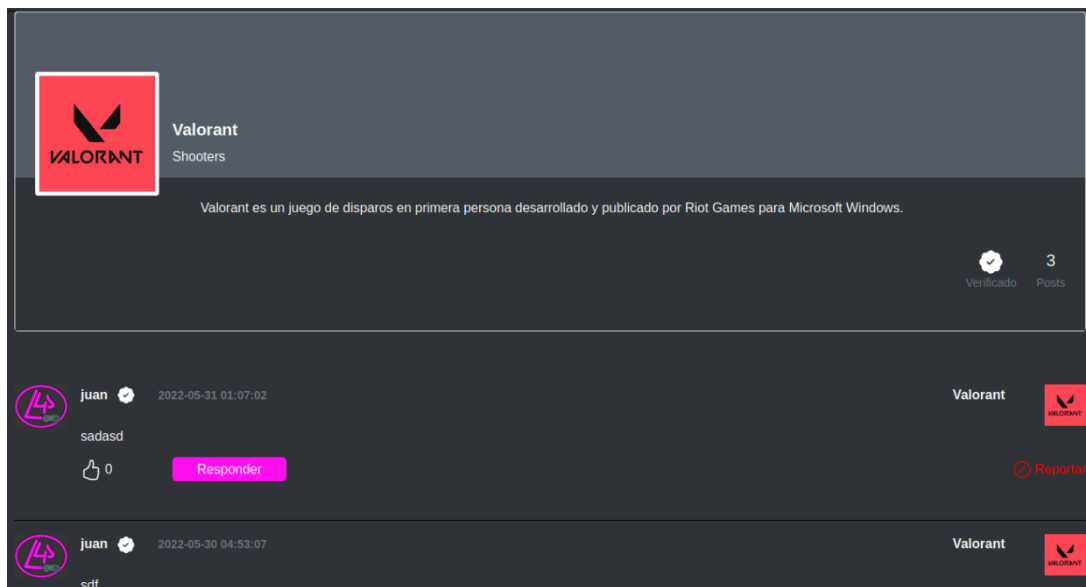 VALORANT
Valorant
Shooters
Valorant es un juego de disparos en primera persona desarrollado y publicado por Riot Games para Microsoft Windows.
3
Verificado Posts
juan 2022-05-31 01:07:02 Valorant
VALORANT
sadasd
0 Responder Reportar
juan 2022-05-30 04:53:07 Valorant
VALORANT
sdf